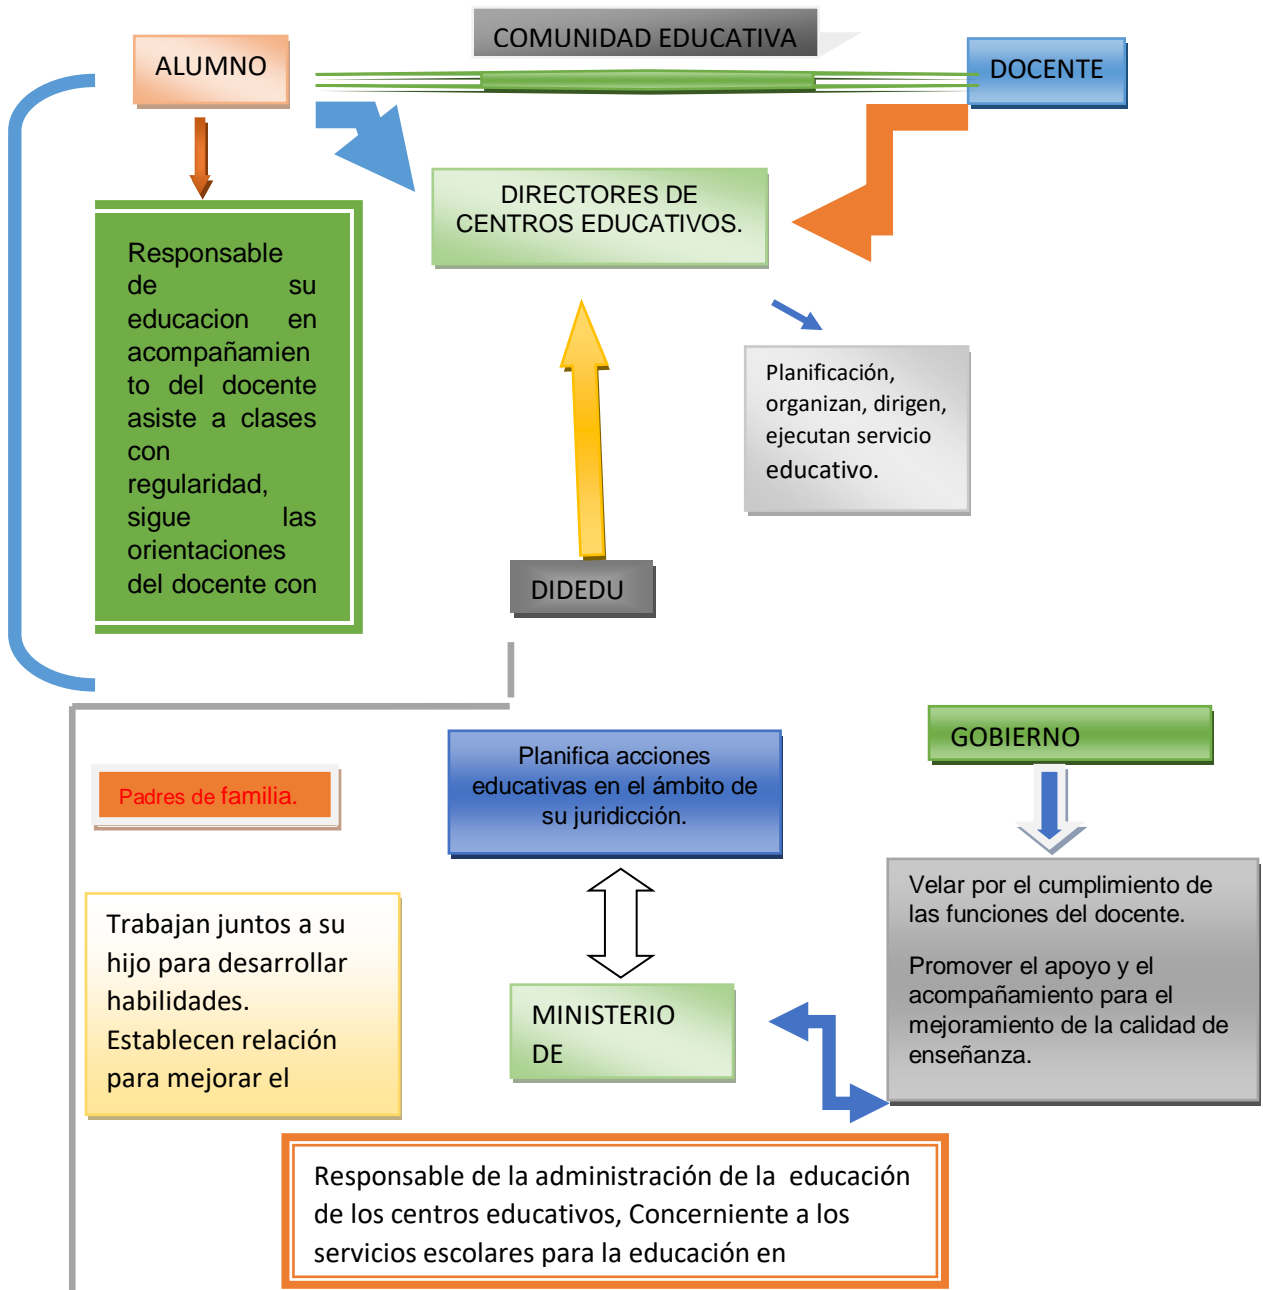 COMUNIDAD EDUCATIVA
ALUMNO
DOCENTE
DIRECTORES DE
CENTROS EDUCATIVOS.
Responsable
de su
educacion en
acompañamien
to del docente
asiste a clases
con
regularidad,
sigue las
orientaciones
del docente con
Planificación,
organizan, dirigen,
ejecutan servicio
educativo.
DIDEDU
Planifica acciones
educativas en el ámbito de
su juridicción.
GOBIERNO
Padres de familia.
Velar por el cumplimiento de
las funciones del docente.
Promover el apoyo y el
acompañamiento para el
mejoramiento de la calidad de
enseñanza.
Trabajan juntos a su
hijo para desarrollar
habilidades.
Establecen relación
para mejorar el
MINISTERIO
DE
Responsable de la administración de la educación
de los centros educativos, Concerniente a los
servicios escolares para la educación en